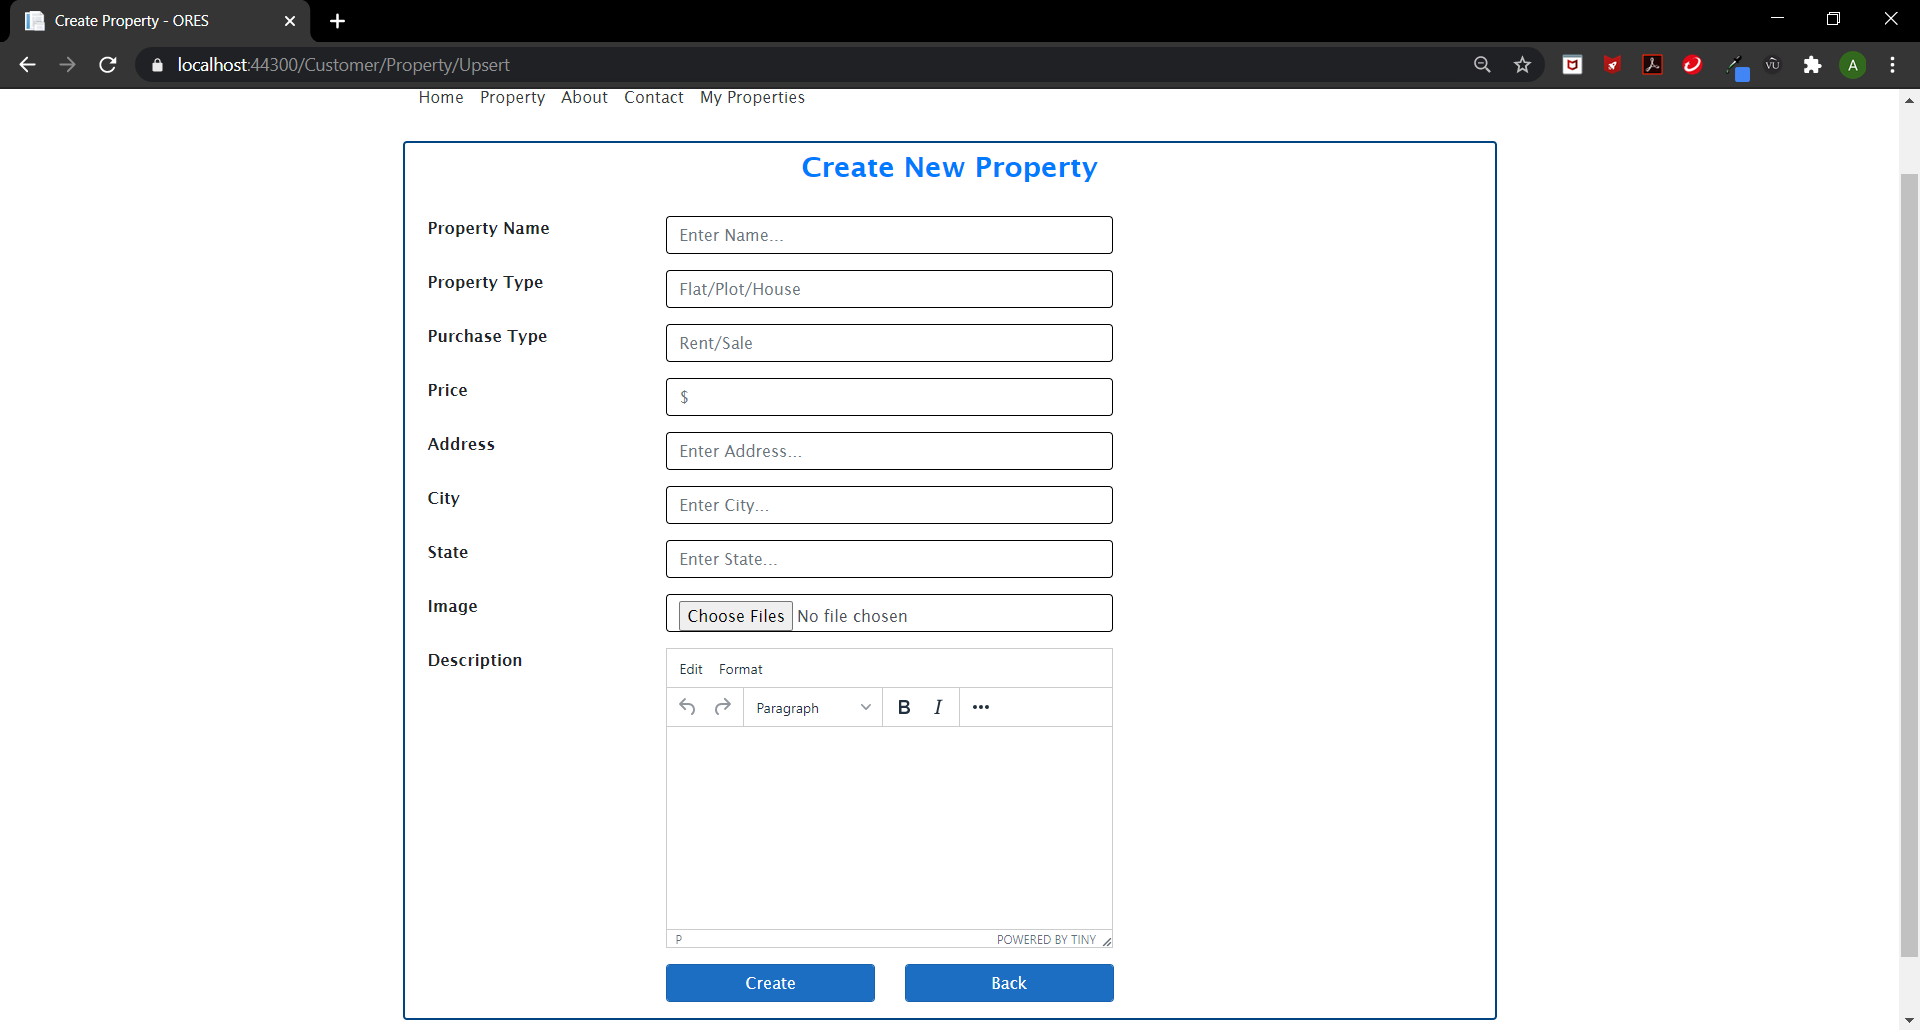 Create Property - ORES
localhost:44300/Customer/Property/Upsert
A
Home Property About Contact My Properties
Create New Property
Property Name
Enter Name...
Property Type
Flat/Plot/House
Purchase Type
Rent/Sale
Price
$
Address
Enter Address...
City
Enter City...
State
Enter State...
Image
Choose Files No file chosen
Description
Edit Format
Paragraph B I
P POWERED BY TINY
Create Back